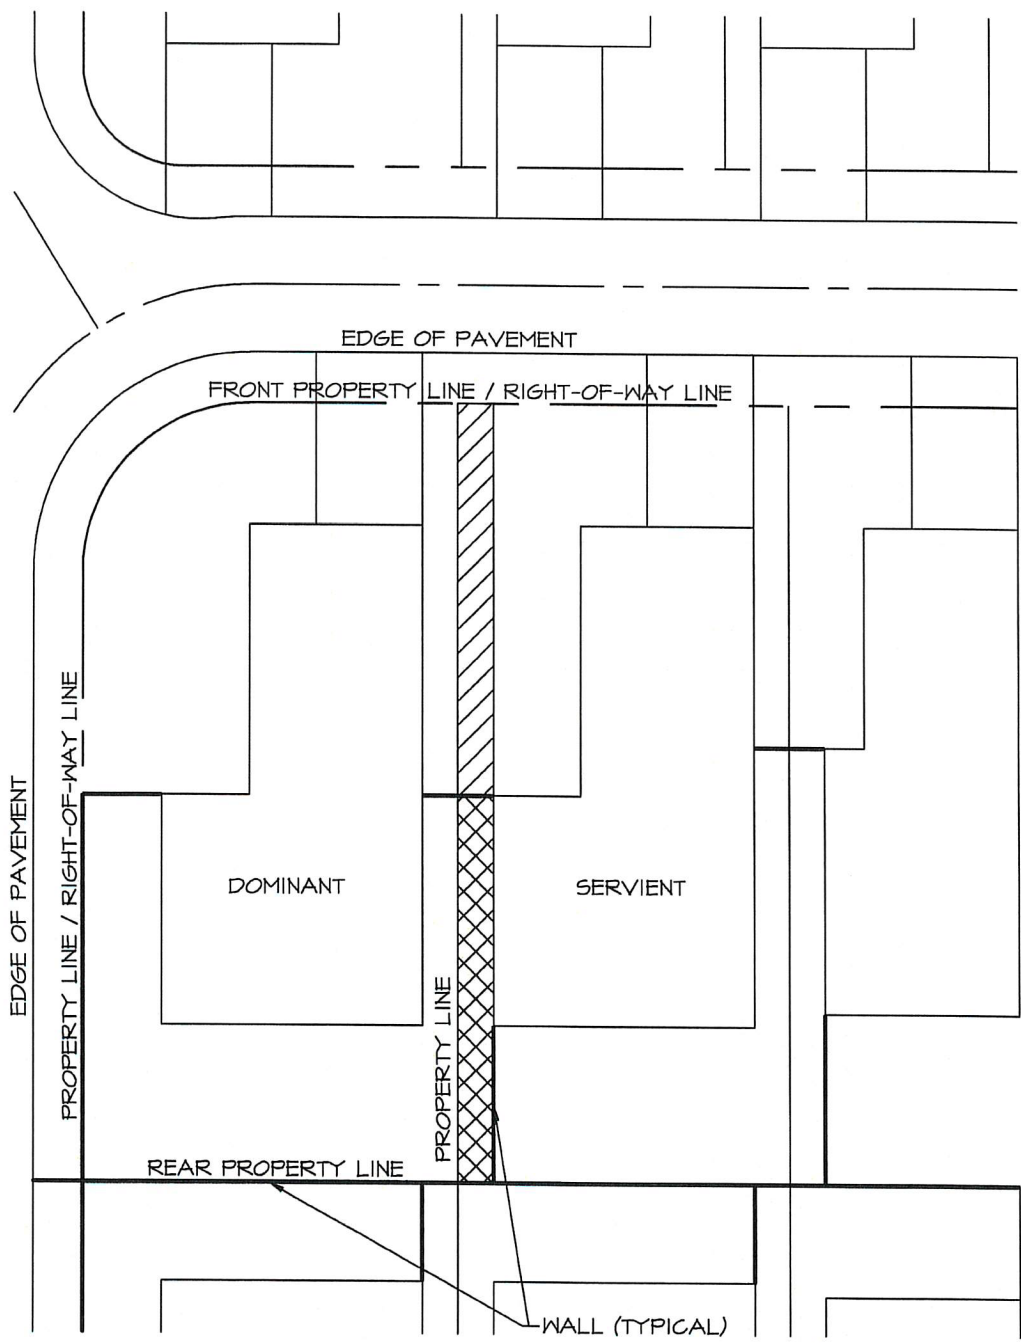 EDGE OF PAVEMENT
FRONT PROPERTY LINE / RIGHT-OF-WAY LINE
EDGE OF PAVEMENT
PROPERTY LINE / RIGHT-OF-WAY LINE
DOMINANT
SERVIENT
PROPERTY LINE
REAR PROPERTY LINE
WALL (TYPICAL)